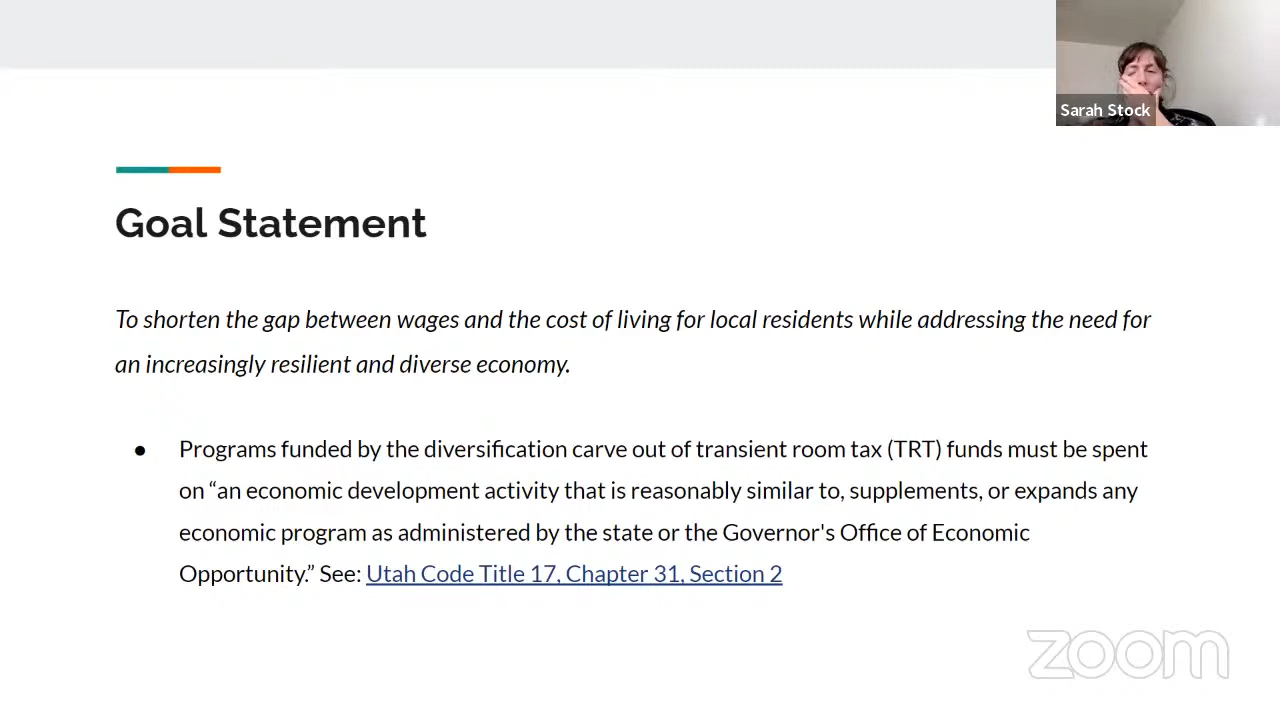 Sarah Stock
Goal Statement
To shorten the gap between wages and the cost of living for local residents while addressing the need for
an increasingly resilient and diverse economy.
● Programs funded by the diversification carve out of transient room tax (TRT) funds must be spent
on “an economic development activity that is reasonably similar to, supplements, or expands any
economic program as administered by the state or the Governor's Office of Economic
Opportunity.” See: Utah Code Title 17, Chapter 31, Section 2
zoom